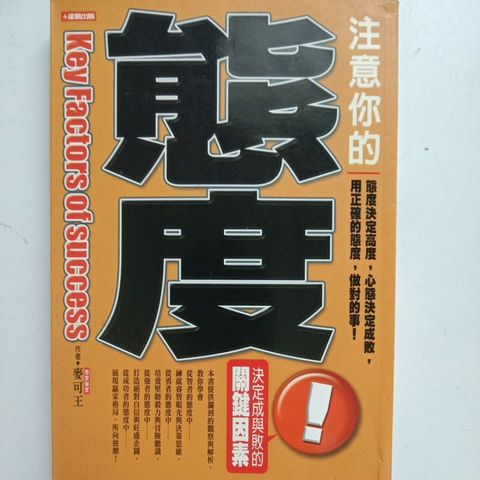 注意你的
態度
Key Factors of success
態度決定高度，心態決定成敗，
用正確的態度，做對的事！
決定成與敗的
關鍵因素
!
本書提供獨到的觀察與解析，
教你學會
從智者的態度中——
練就睿智眼光與決策思維，
從勇者的態度中——
培養堅韌毅力與冒險膽識，
從強者的態度中——
打造絕對自信與旺盛企圖，
從成功者的態度中——
展現贏家格局，所向披靡！
作者・麥可王